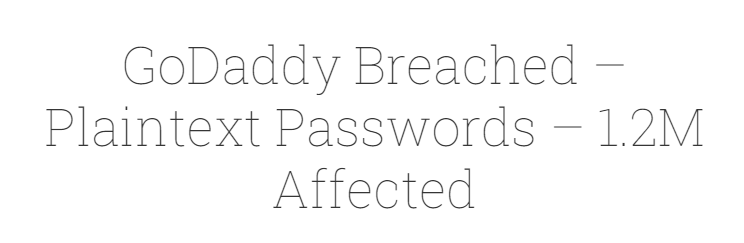 GoDaddy Breached –
Plaintext Passwords – 1.2M
Affected